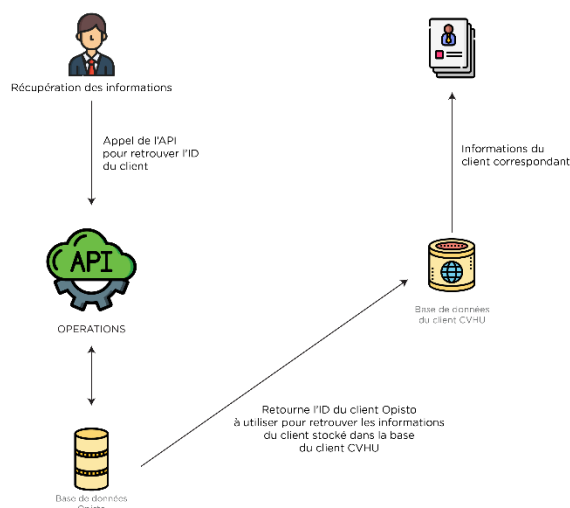 Récupération des informations
Appel de l'API
pour retrouver l'ID
du client
API
OPERATIONS
Base de données
Opisto
Retourne l'ID du client Opisto
à utiliser pour retrouver les informations
du client stocké dans la base
du client CVHU
Base de données
du client CVHU
Informations du
client correspondant